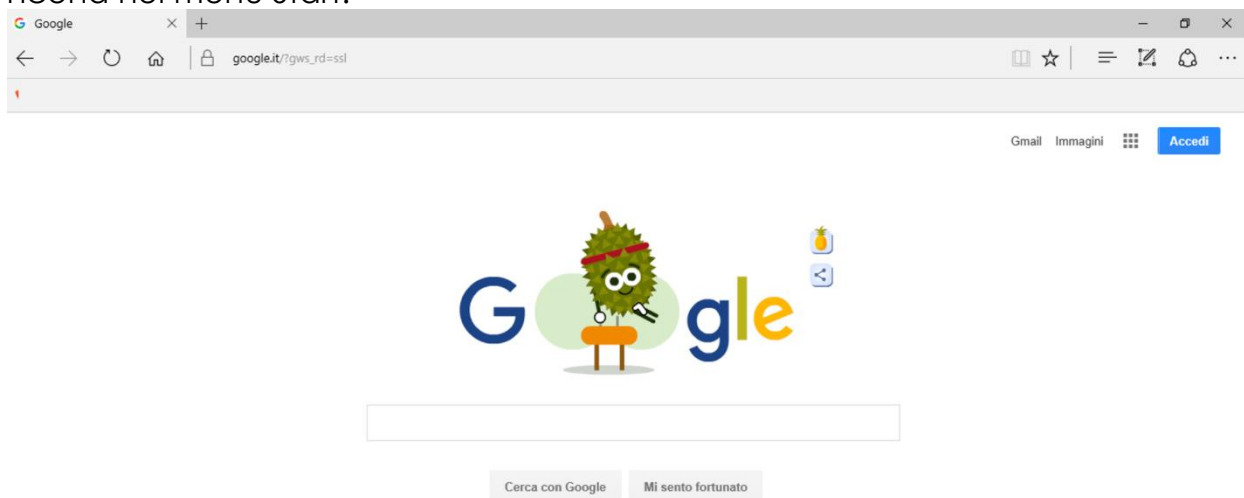 Google
google.it/?gws_rd=ssl
Gmail Immagini Accedi
G gle
Cerca con Google Mi sento fortunato